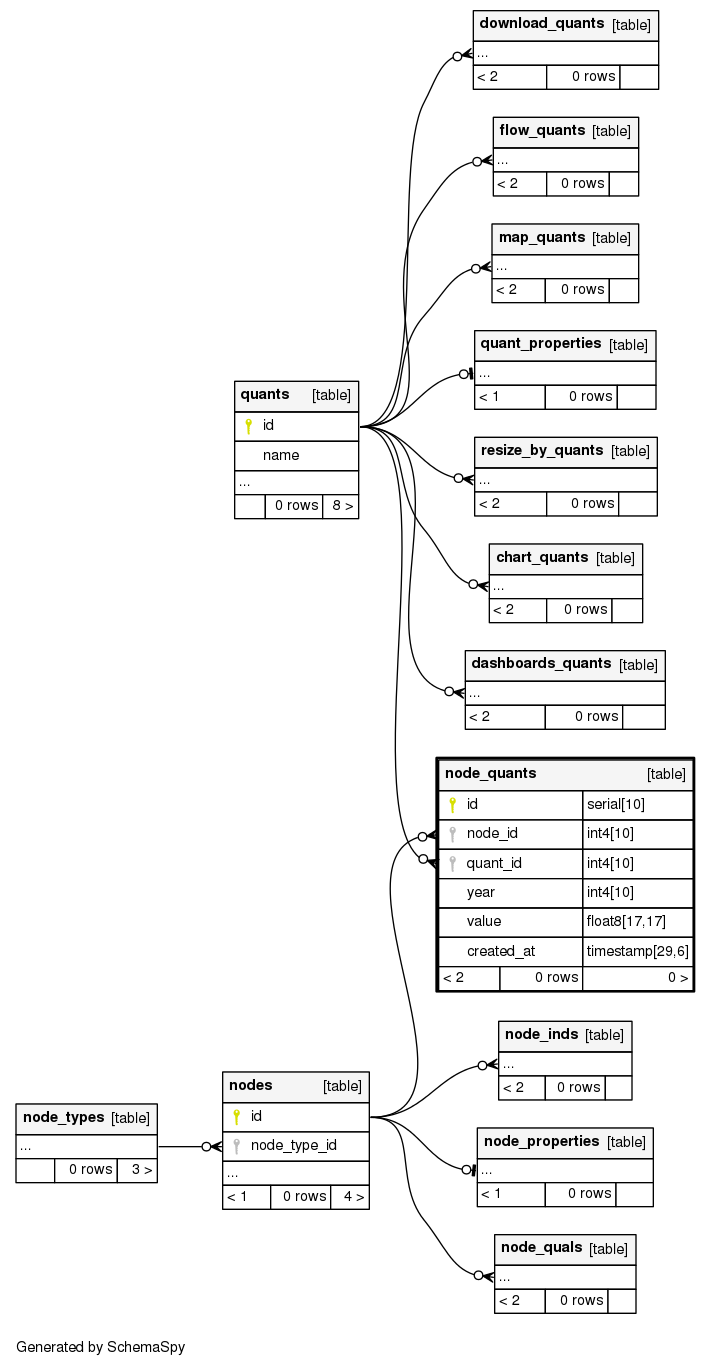 download_quants [table]
...
< 2 0 rows
flow_quants [table]
...
< 2 0 rows
map_quants [table]
...
< 2 0 rows
quant_properties [table]
...
< 1 0 rows
quants [table]
id
name
...
0 rows 8 >
resize_by_quants [table]
...
< 2 0 rows
chart_quants [table]
...
< 2 0 rows
dashboards_quants [table]
...
< 2 0 rows
node_quants [table]
id serial[10]
node_id int4[10]
quant_id int4[10]
year int4[10]
value float8[17,17]
created_at timestamp[29,6]
< 2 0 rows 0 >
node_inds [table]
...
< 2 0 rows
nodes [table]
id
node_type_id
...
< 1 0 rows 4 >
node_types [table]
...
0 rows 3 >
node_properties [table]
...
< 1 0 rows
node_quals [table]
...
< 2 0 rows
Generated by SchemaSpy